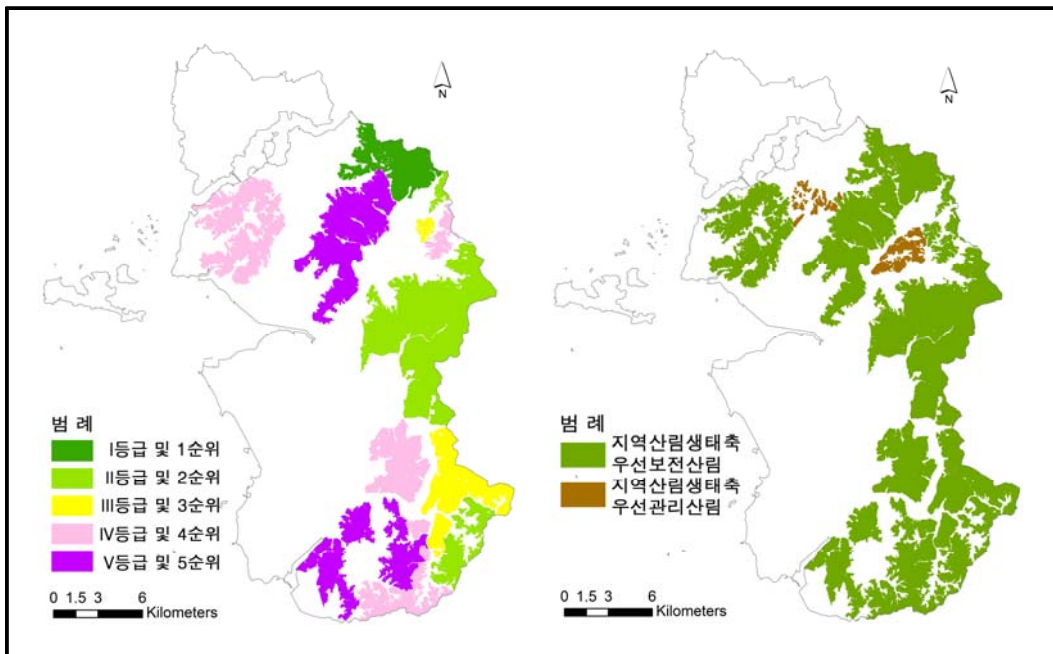 N
범 례
I등급 및 1순위
II등급 및 2순위
III등급 및 3순위
IV등급 및 4순위
V등급 및 5순위
0 1.5 3 6
Kilometers
N
범 례
지역산림생태축
우선보전산림
지역산림생태축
우선관리산림
0 1.5 3 6
Kilometers